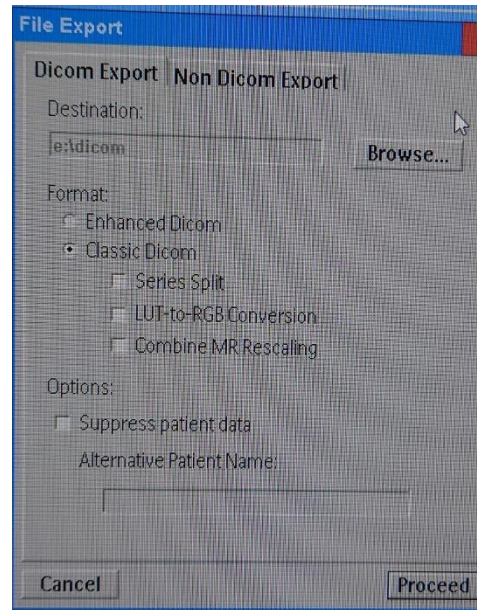 File Export
Dicom Export Non Dicom Export
Destination:
e:\dicom
Browse...
Format:
Enhanced Dicom
Classic Dicom
Series Split
LUT-to-RGB Conversion
Combine MR Rescaling
Options:
Suppress patient data
Alternative Patient Name:
Cancel Proceed